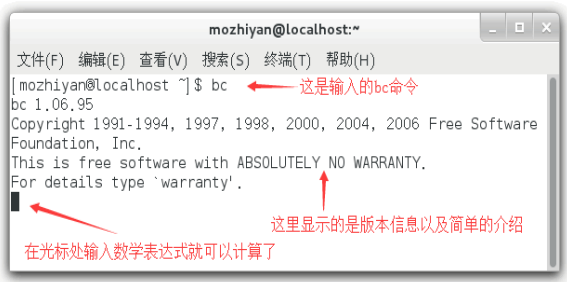 mozhiyan@localhost:~
文件(F) 编辑(E) 查看(V) 搜索(S) 终端(T) 帮助(H)
[mozhiyan@localhost ~]$ bc 这是输入的bc命令
bc 1.06.95
Copyright 1991-1994, 1997, 1998, 2000, 2004, 2006 Free Software
Foundation, Inc.
This is free software with ABSOLUTELY NO WARRANTY.
For details type `warranty'.
这里显示的是版本信息以及简单的介绍
在光标处输入数学表达式就可以计算了